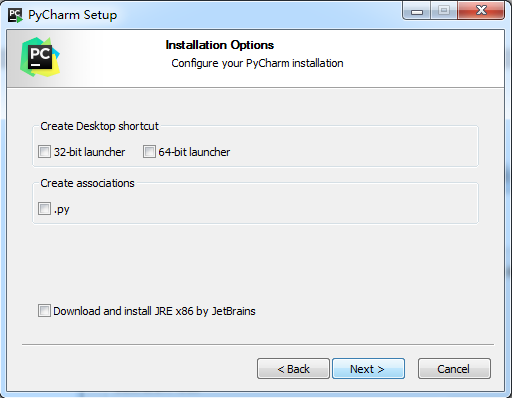 PC PyCharm Setup
PC
Installation Options
Configure your PyCharm installation
Create Desktop shortcut
32-bit launcher 64-bit launcher
Create associations
.py
Download and install JRE x86 by JetBrains
< Back Next > Cancel